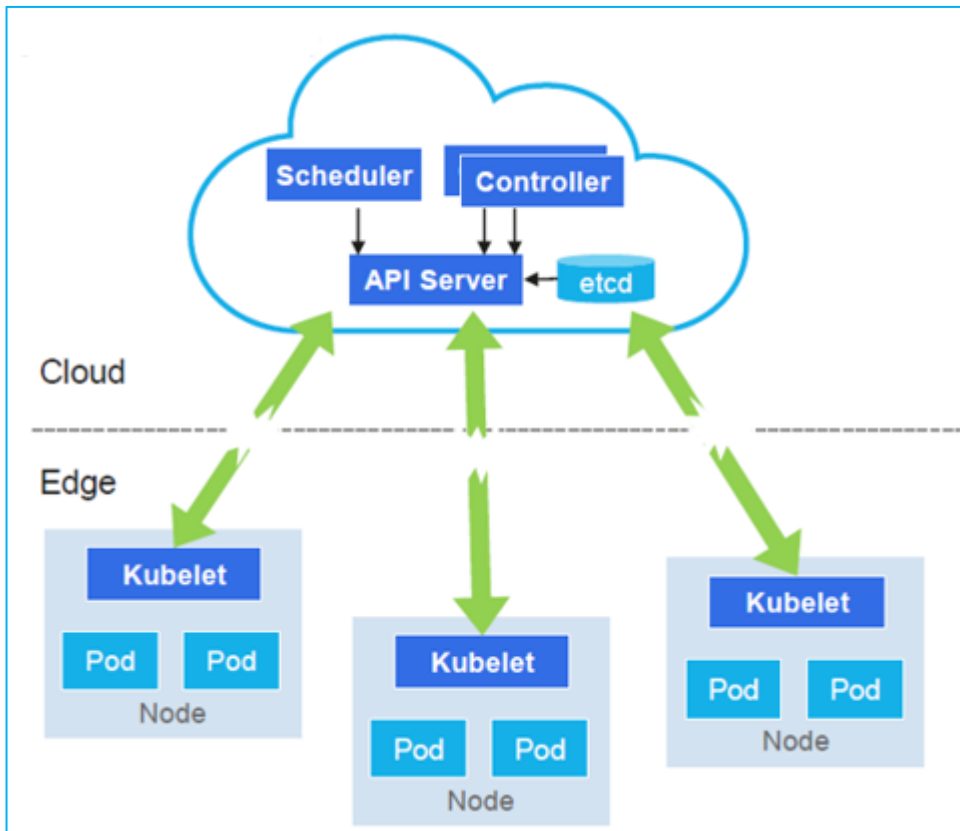 Scheduler
Controller
API Server
etcd
Cloud
Edge
Kubelet
Pod
Pod
Node
Kubelet
Pod
Pod
Node
Kubelet
Pod
Pod
Node